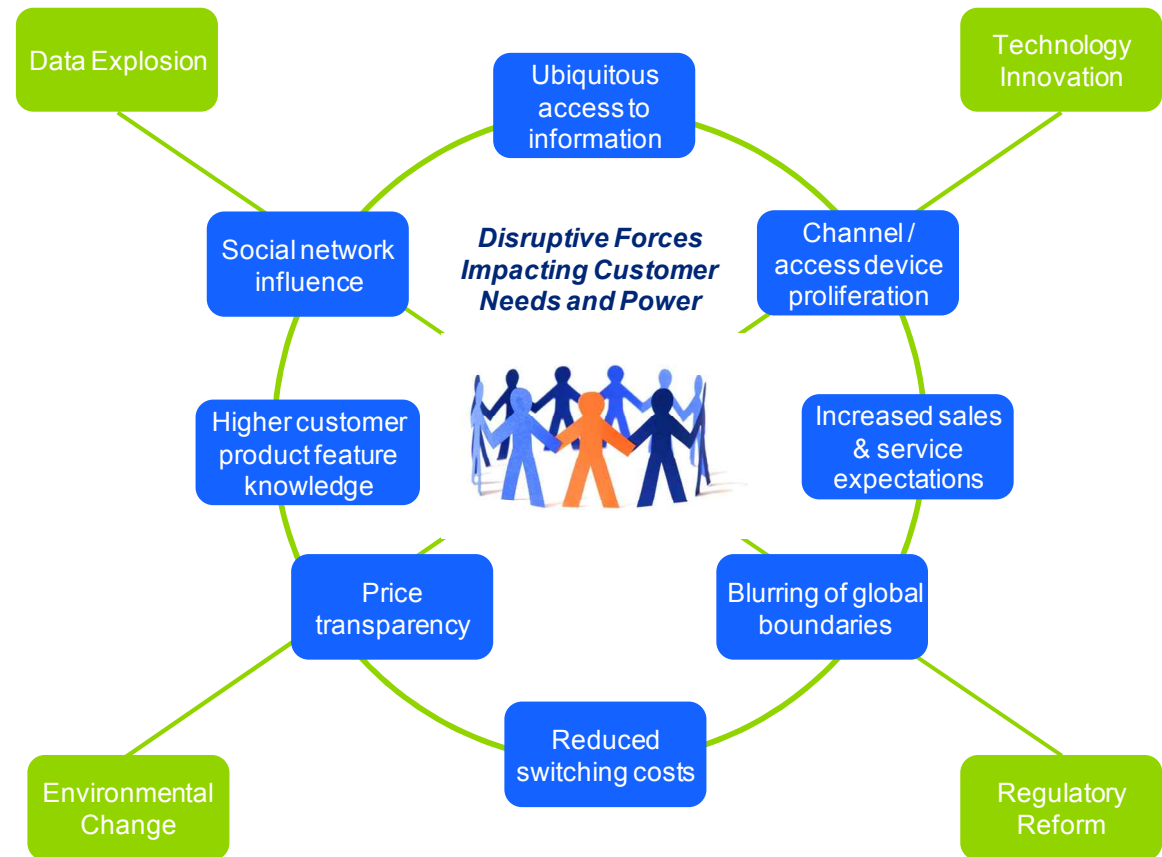 Data Explosion
Technology
Innovation
Ubiquitous
access to
information
Social network
influence
Disruptive Forces
Impacting Customer
Needs and Power
Channel /
access device
proliferation
Higher customer
product feature
knowledge
Increased sales
& service
expectations
Price
transparency
Blurring of global
boundaries
Reduced
switching costs
Environmental
Change
Regulatory
Reform